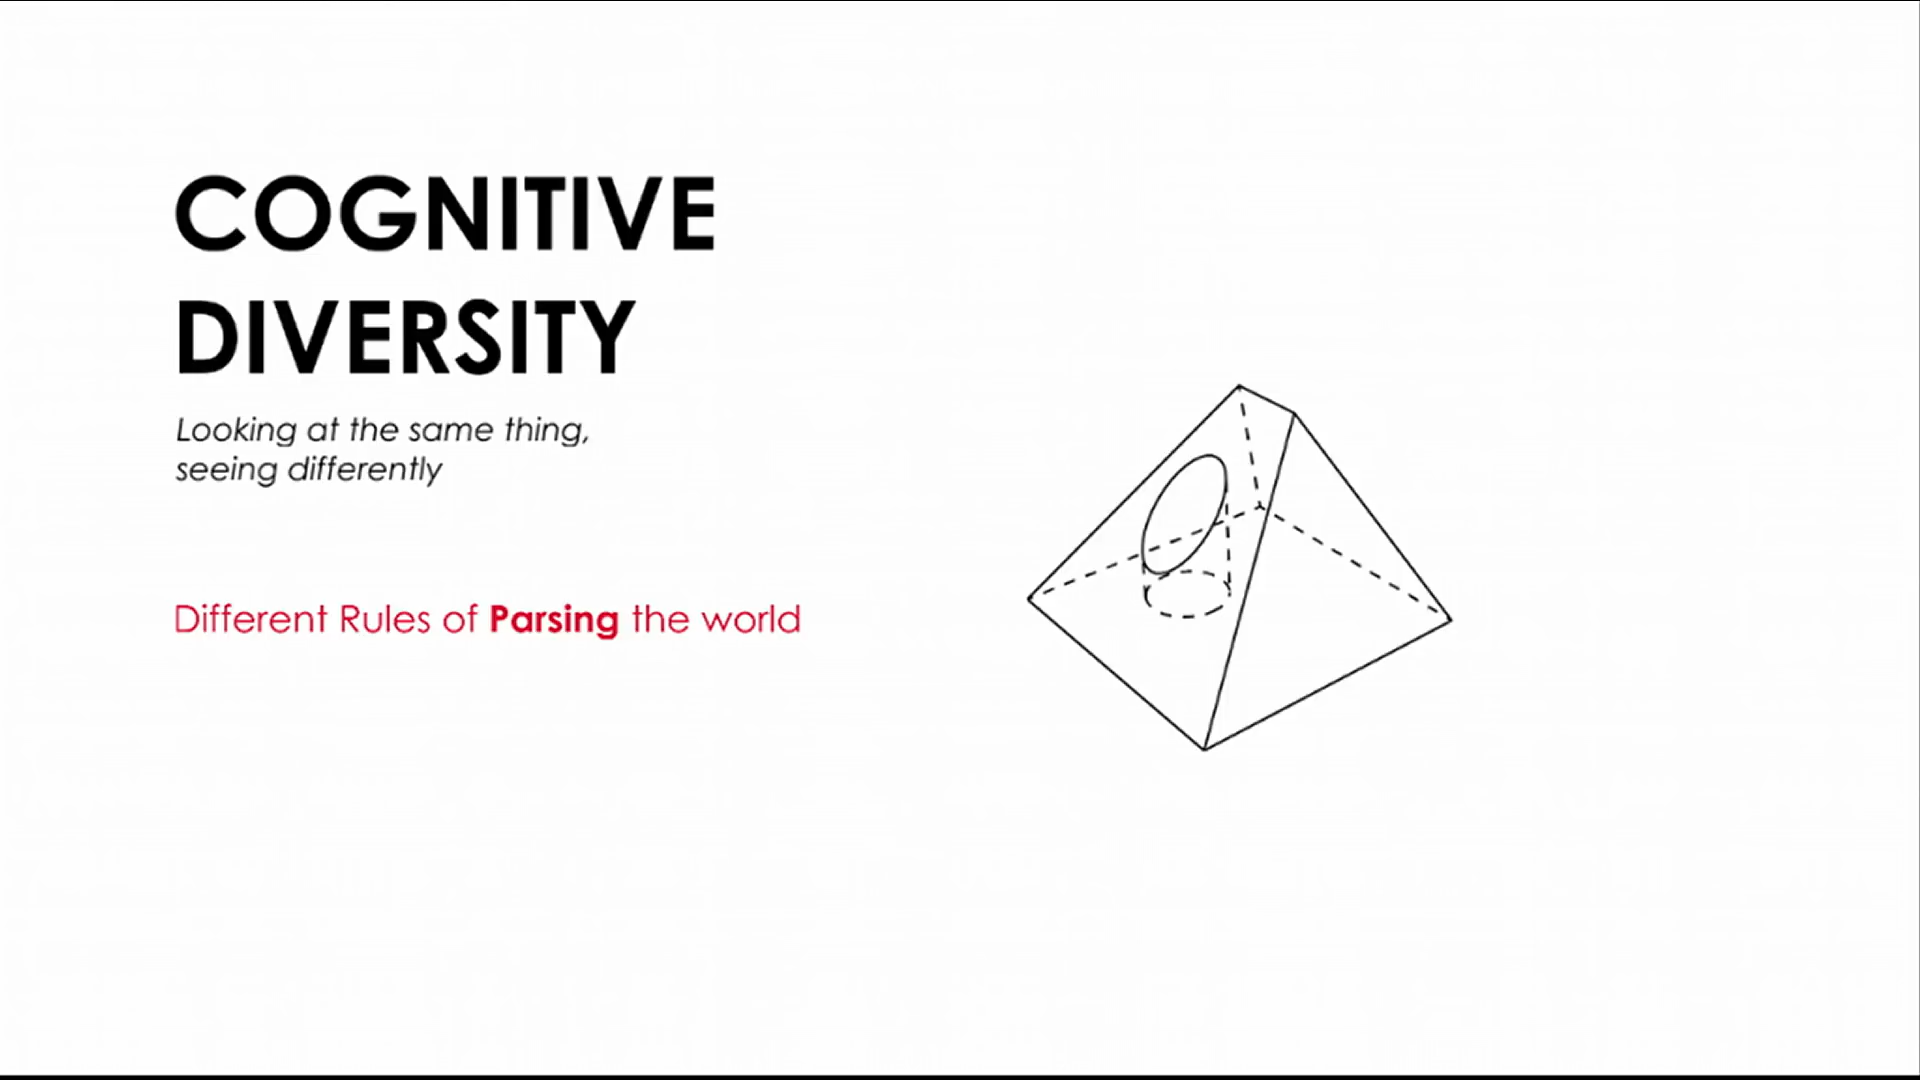 COGNITIVE
DIVERSITY
Looking at the same thing,
seeing differently
Different Rules of Parsing the world